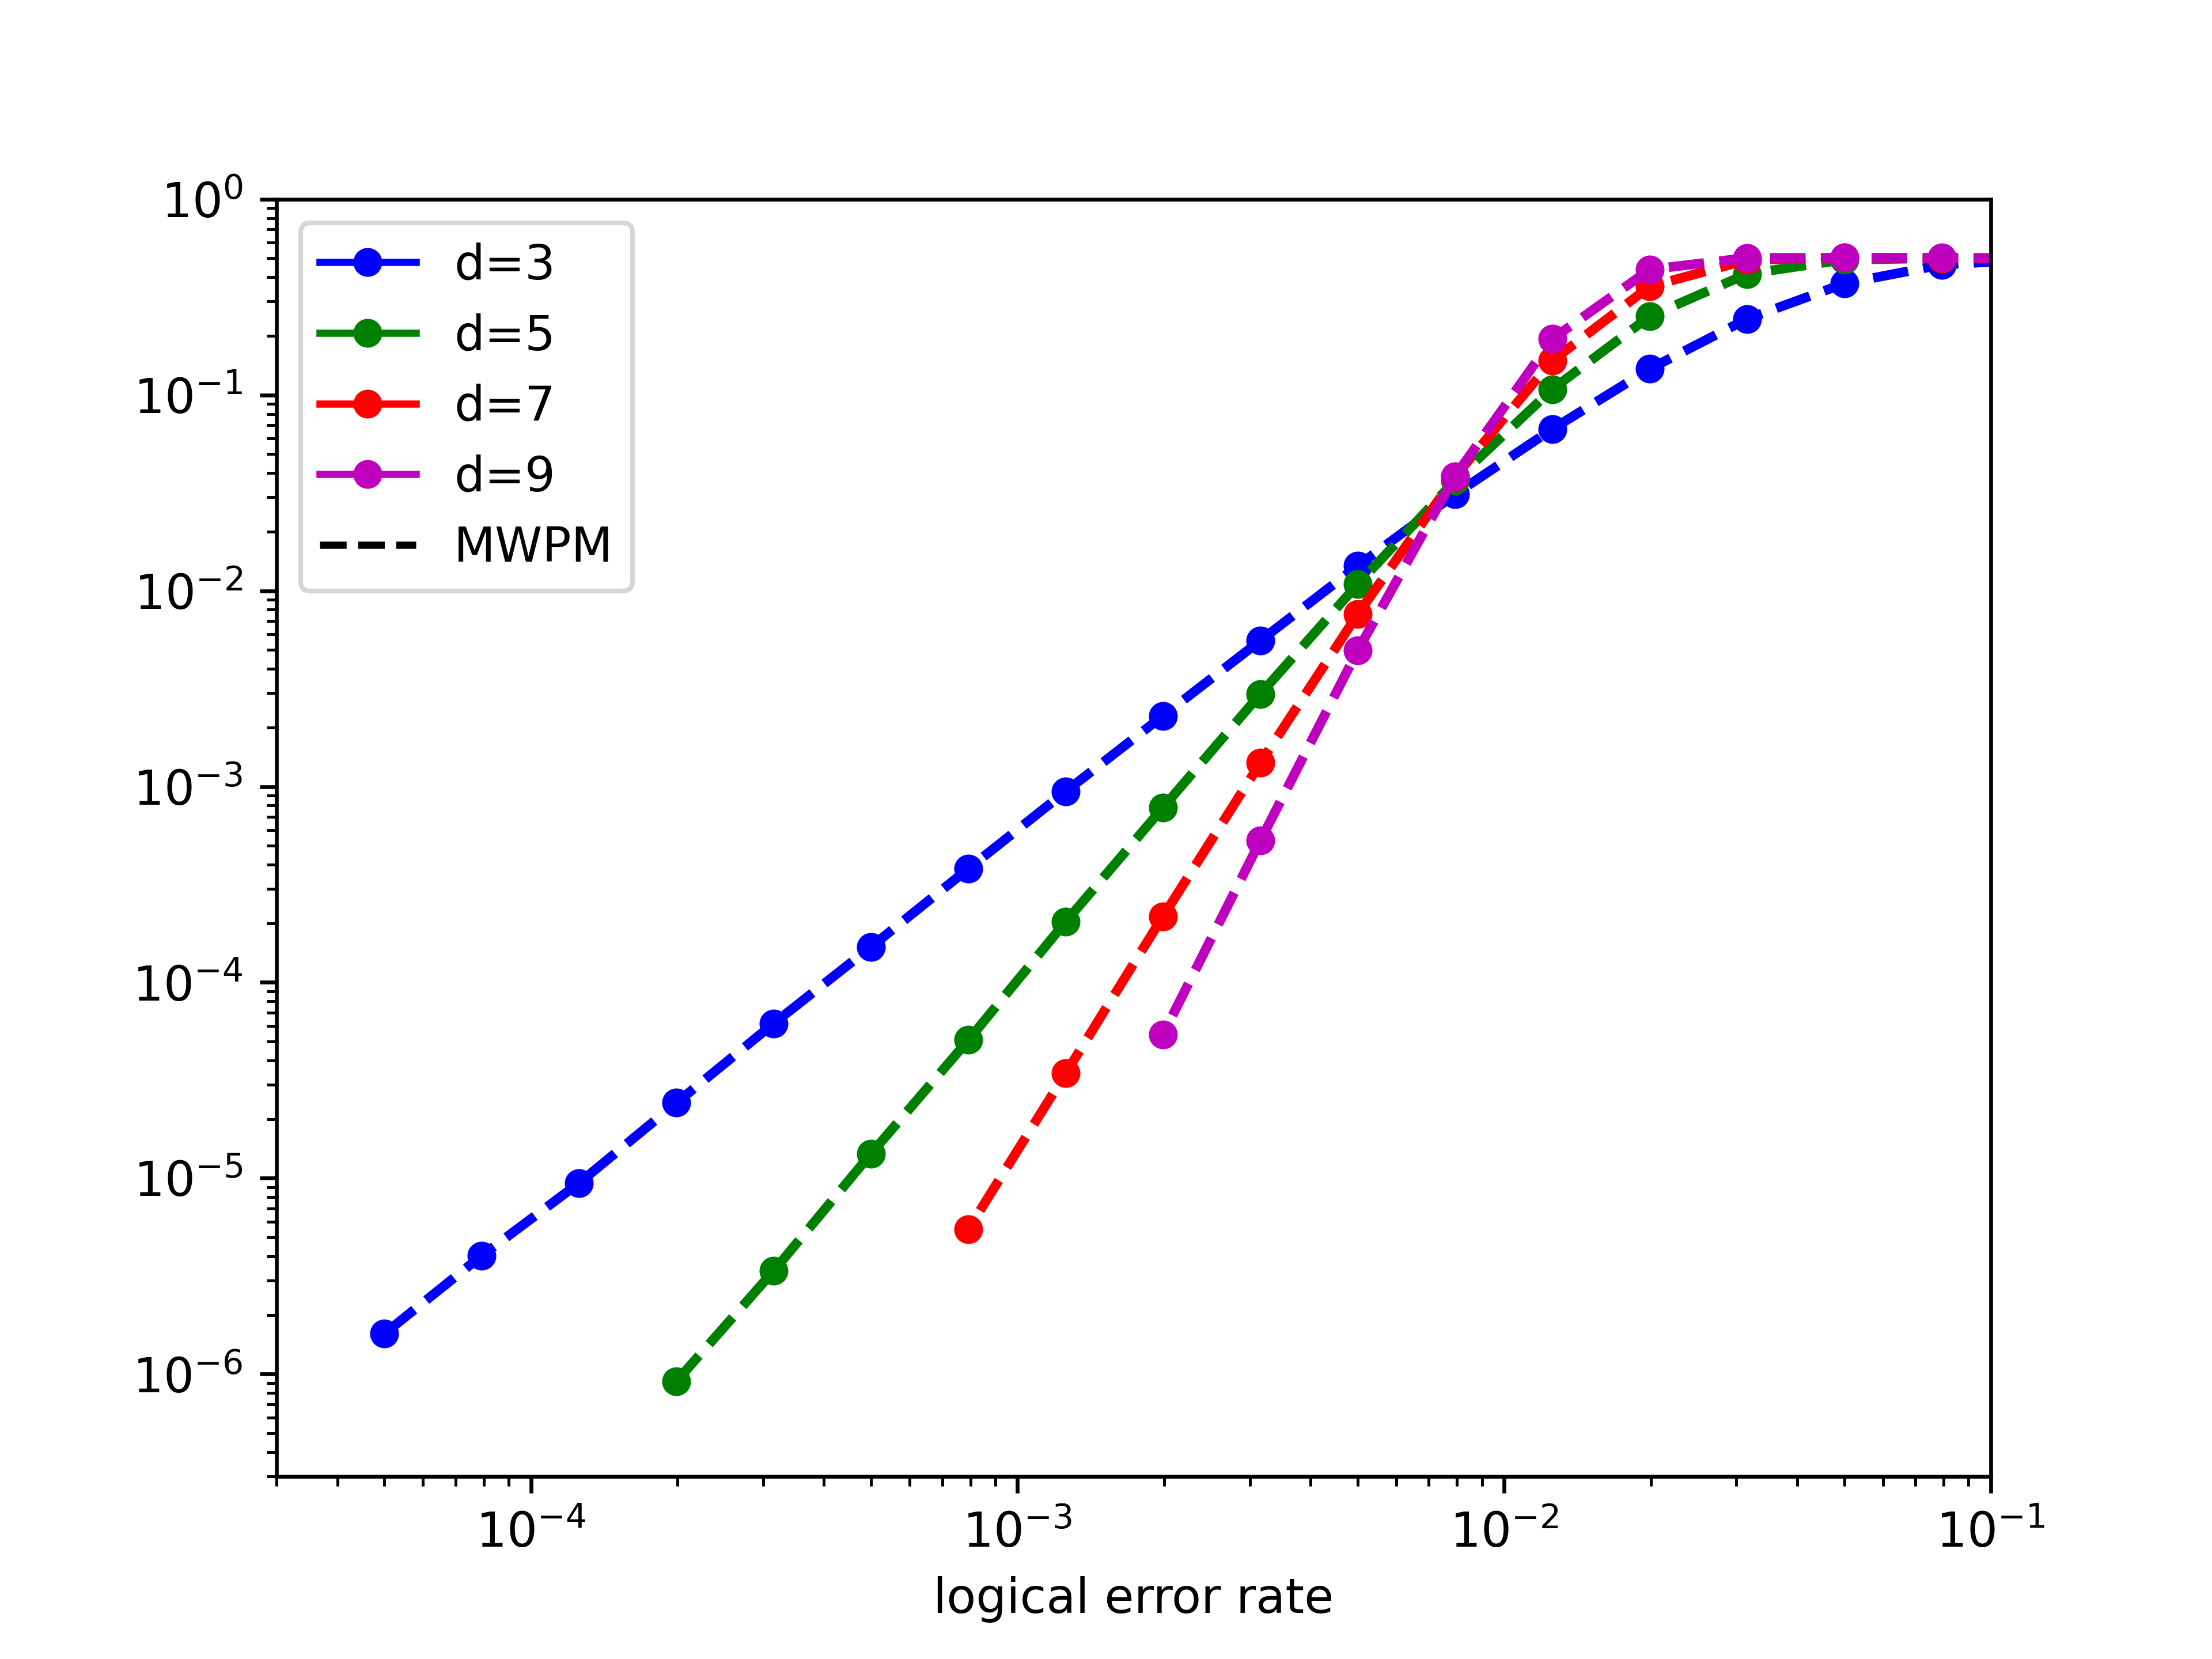 10⁰
10⁻¹
10⁻²
10⁻³
10⁻⁴
10⁻⁵
10⁻⁶
d=3
d=5
d=7
d=9
MWPM
10⁻⁴ 10⁻³ 10⁻² 10⁻¹
logical error rate